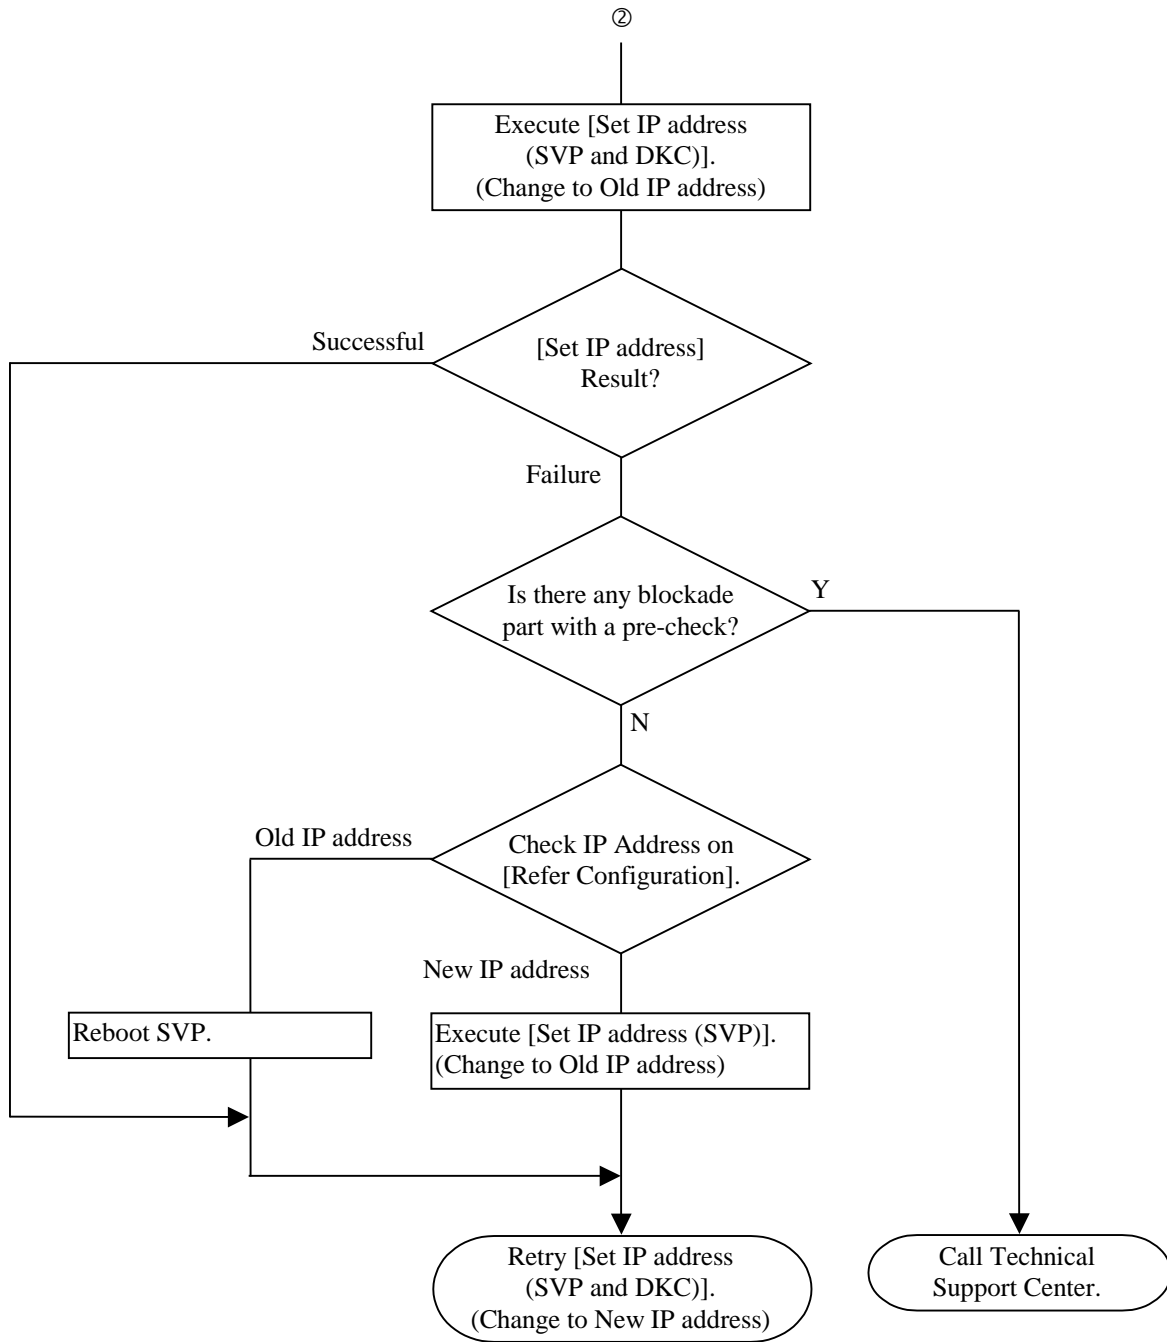 ②
Execute [Set IP address
(SVP and DKC)].
(Change to Old IP address)
Successful
[Set IP address]
Result?
Failure
Is there any blockade
part with a pre-check?
Y
N
Old IP address
Check IP Address on
[Refer Configuration].
New IP address
Reboot SVP.
Execute [Set IP address (SVP)].
(Change to Old IP address)
Retry [Set IP address
(SVP and DKC)].
(Change to New IP address)
Call Technical
Support Center.